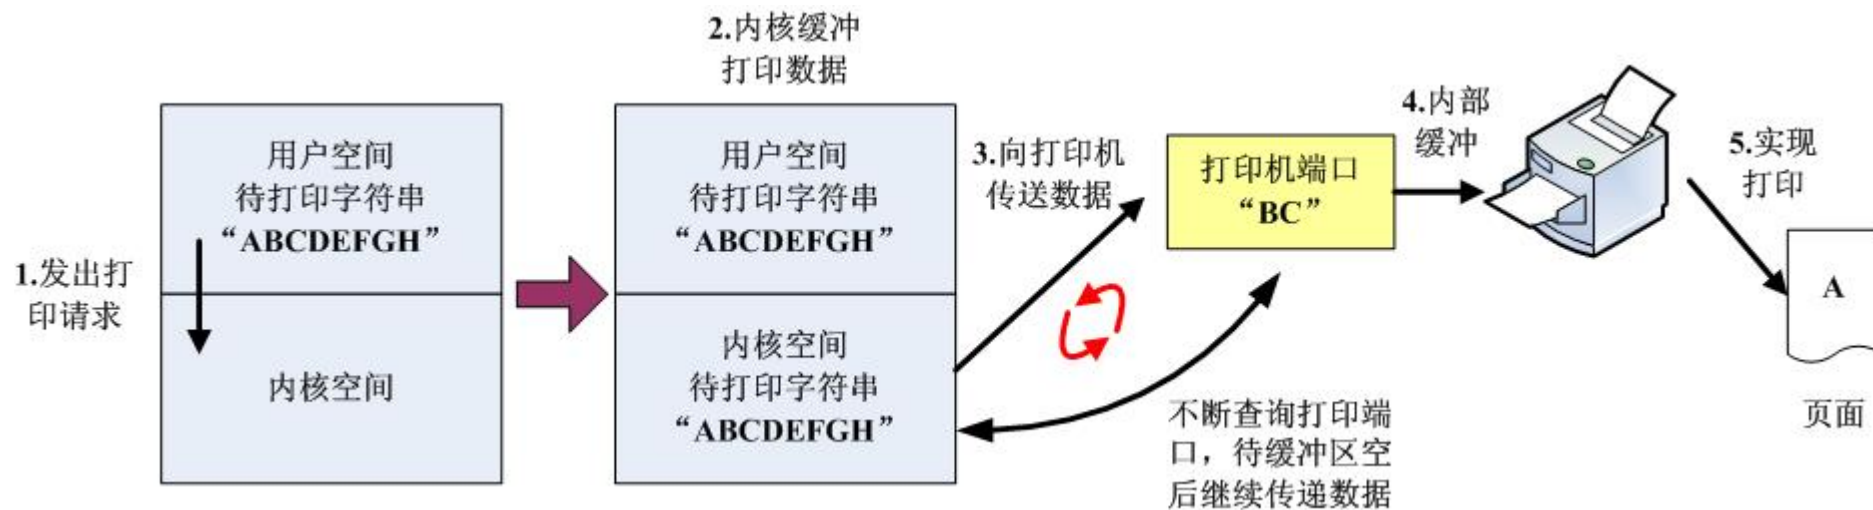 1.发出打
印请求
用户空间
待打印字符串
“ABCDEFGH”
内核空间
2.内核缓冲
打印数据
用户空间
待打印字符串
“ABCDEFGH”
内核空间
待打印字符串
“ABCDEFGH”
3.向打印机
传送数据
打印机端口
“BC”
不断查询打印端
口，待缓冲区空
后继续传递数据
4.内部
缓冲
5.实现
打印
A
页面